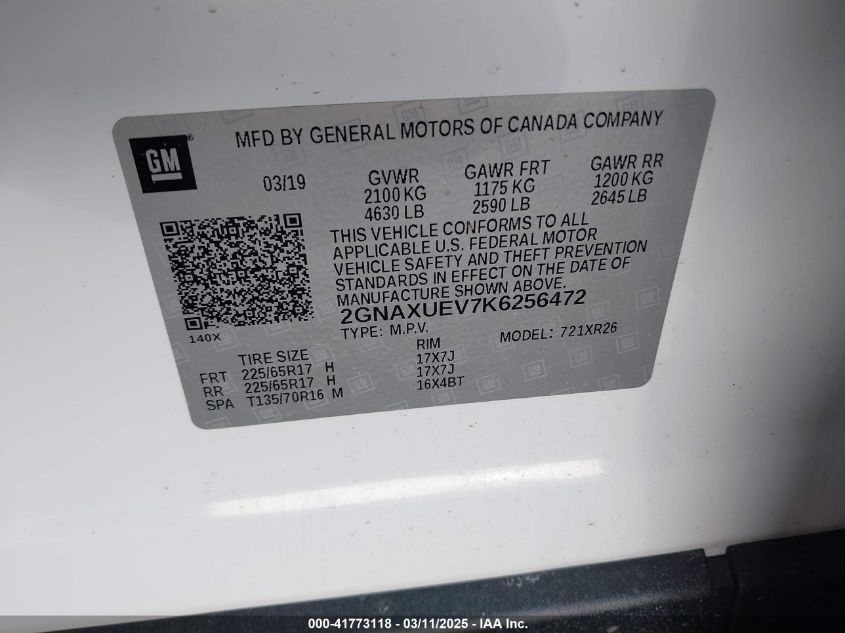 MFD BY GENERAL MOTORS OF CANADA COMPANY
GM
03/19 GVWR GAWR FRT GAWR RR
2100 KG 1175 KG 1200 KG
4630 LB 2590 LB 2645 LB
THIS VEHICLE CONFORMS TO ALL
APPLICABLE U.S. FEDERAL MOTOR
VEHICLE SAFETY AND THEFT PREVENTION
STANDARDS IN EFFECT ON THE DATE OF
MANUFACTURE SHOWN ABOVE.
2GNAXUEV7K6256472
140X
TYPE: M.P.V. MODEL: 721XR26
TIRE SIZE RIM
FRT 225/65R17 H 17X7J
RR 225/65R17 H 17X7J
SPA T135/70R16 M 16X4BT
000-41773118 - 03/11/2025 - IAA Inc.